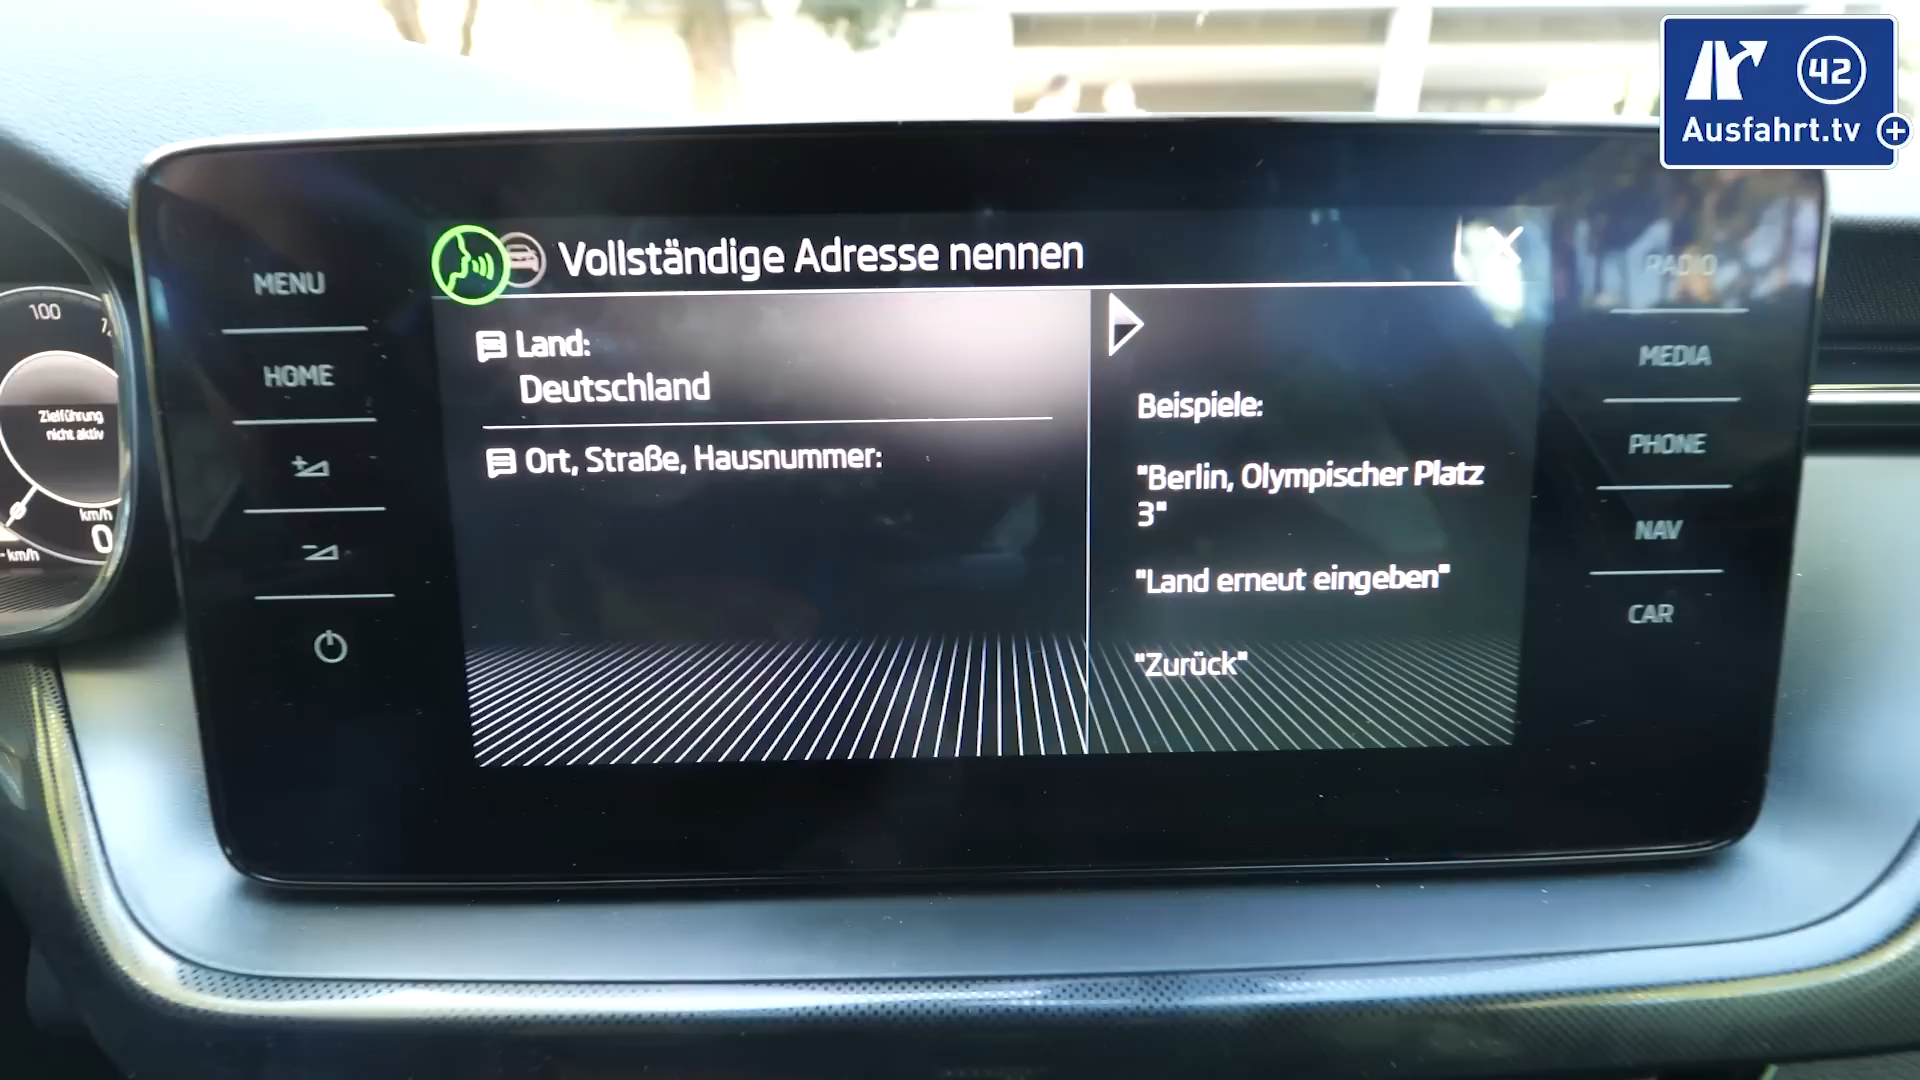 42
Ausfahrt.tv
MENU
HOME
100
Zielführung
nicht aktiv
km/h
0
- km/h
Vollständige Adresse nennen
Land:
Deutschland
Ort, Straße, Hausnummer:
Beispiele:
"Berlin, Olympischer Platz
3"
"Land erneut eingeben"
"Zurück"
RADIO
MEDIA
PHONE
NAV
CAR